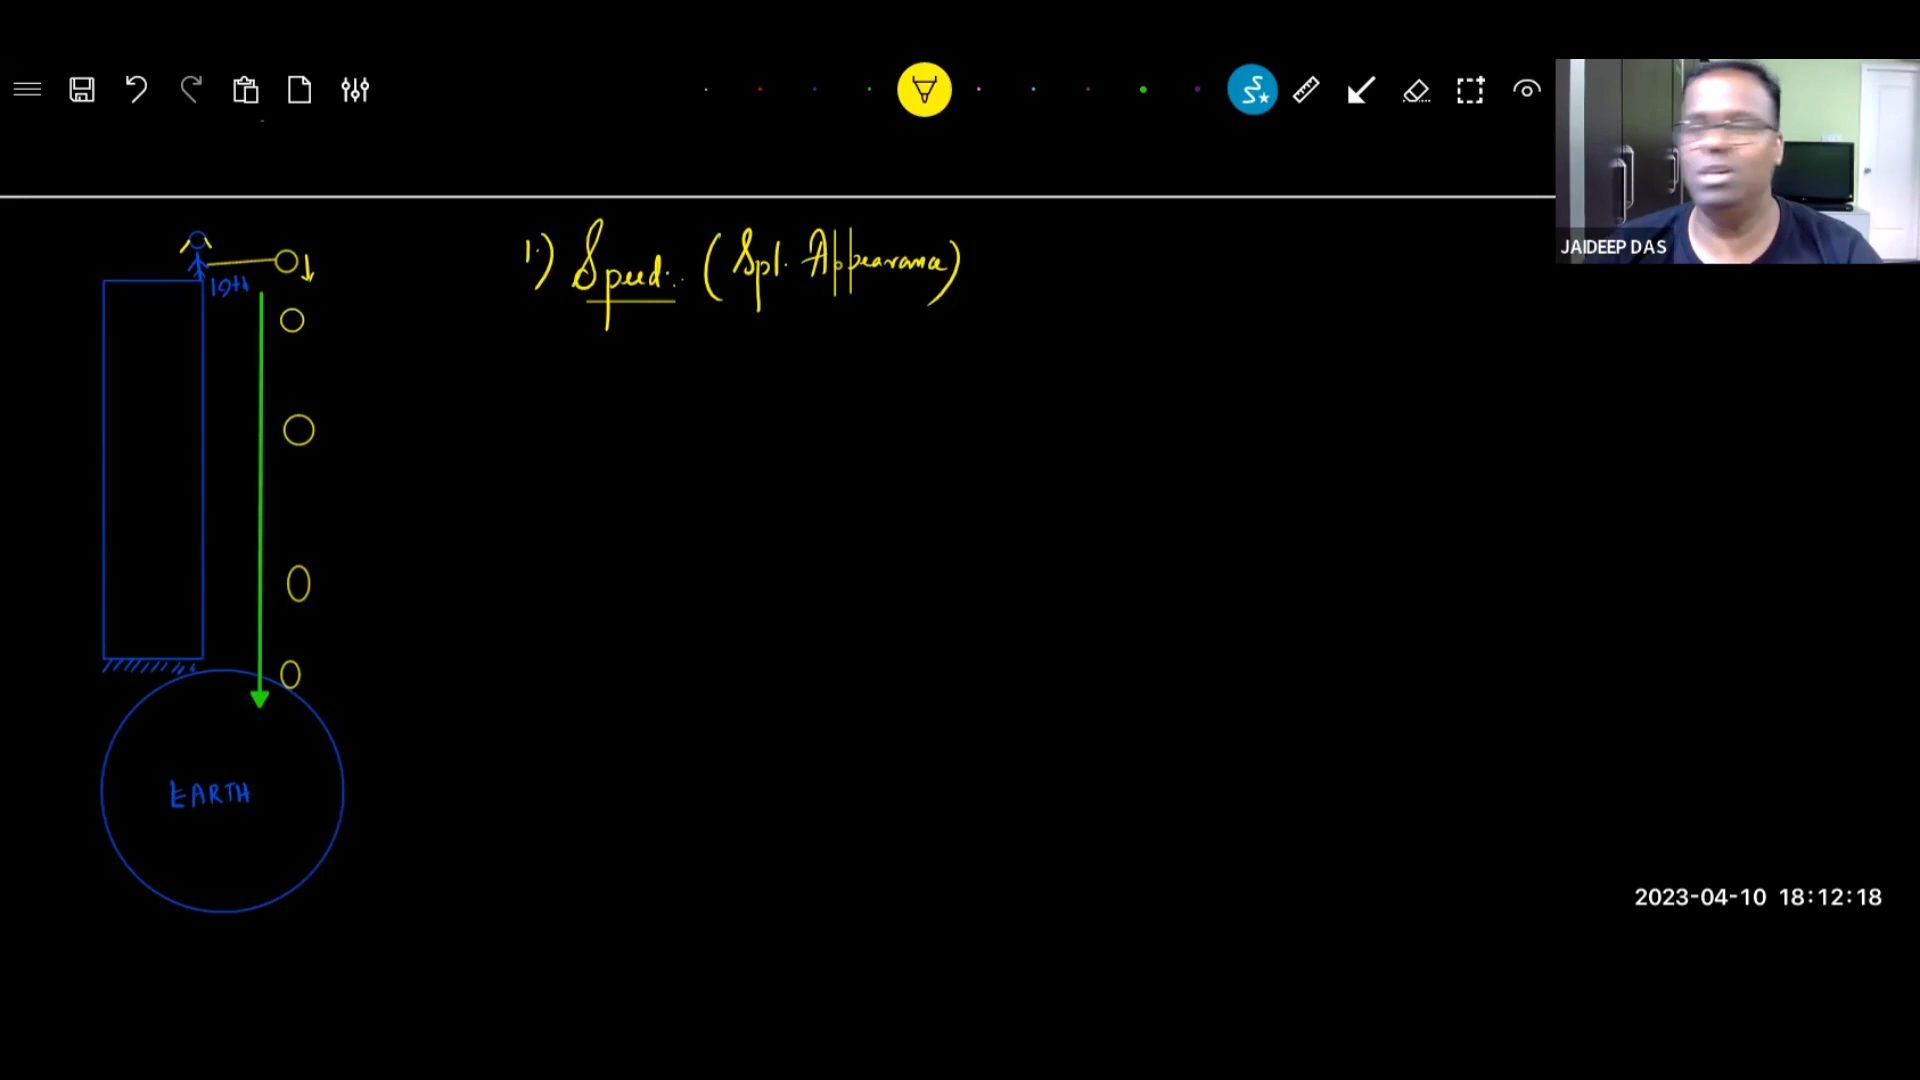 JAIDEEP DAS
1.) Speed:. (Spl. Appearance)
19th
EARTH
2023-04-10 18:12:18